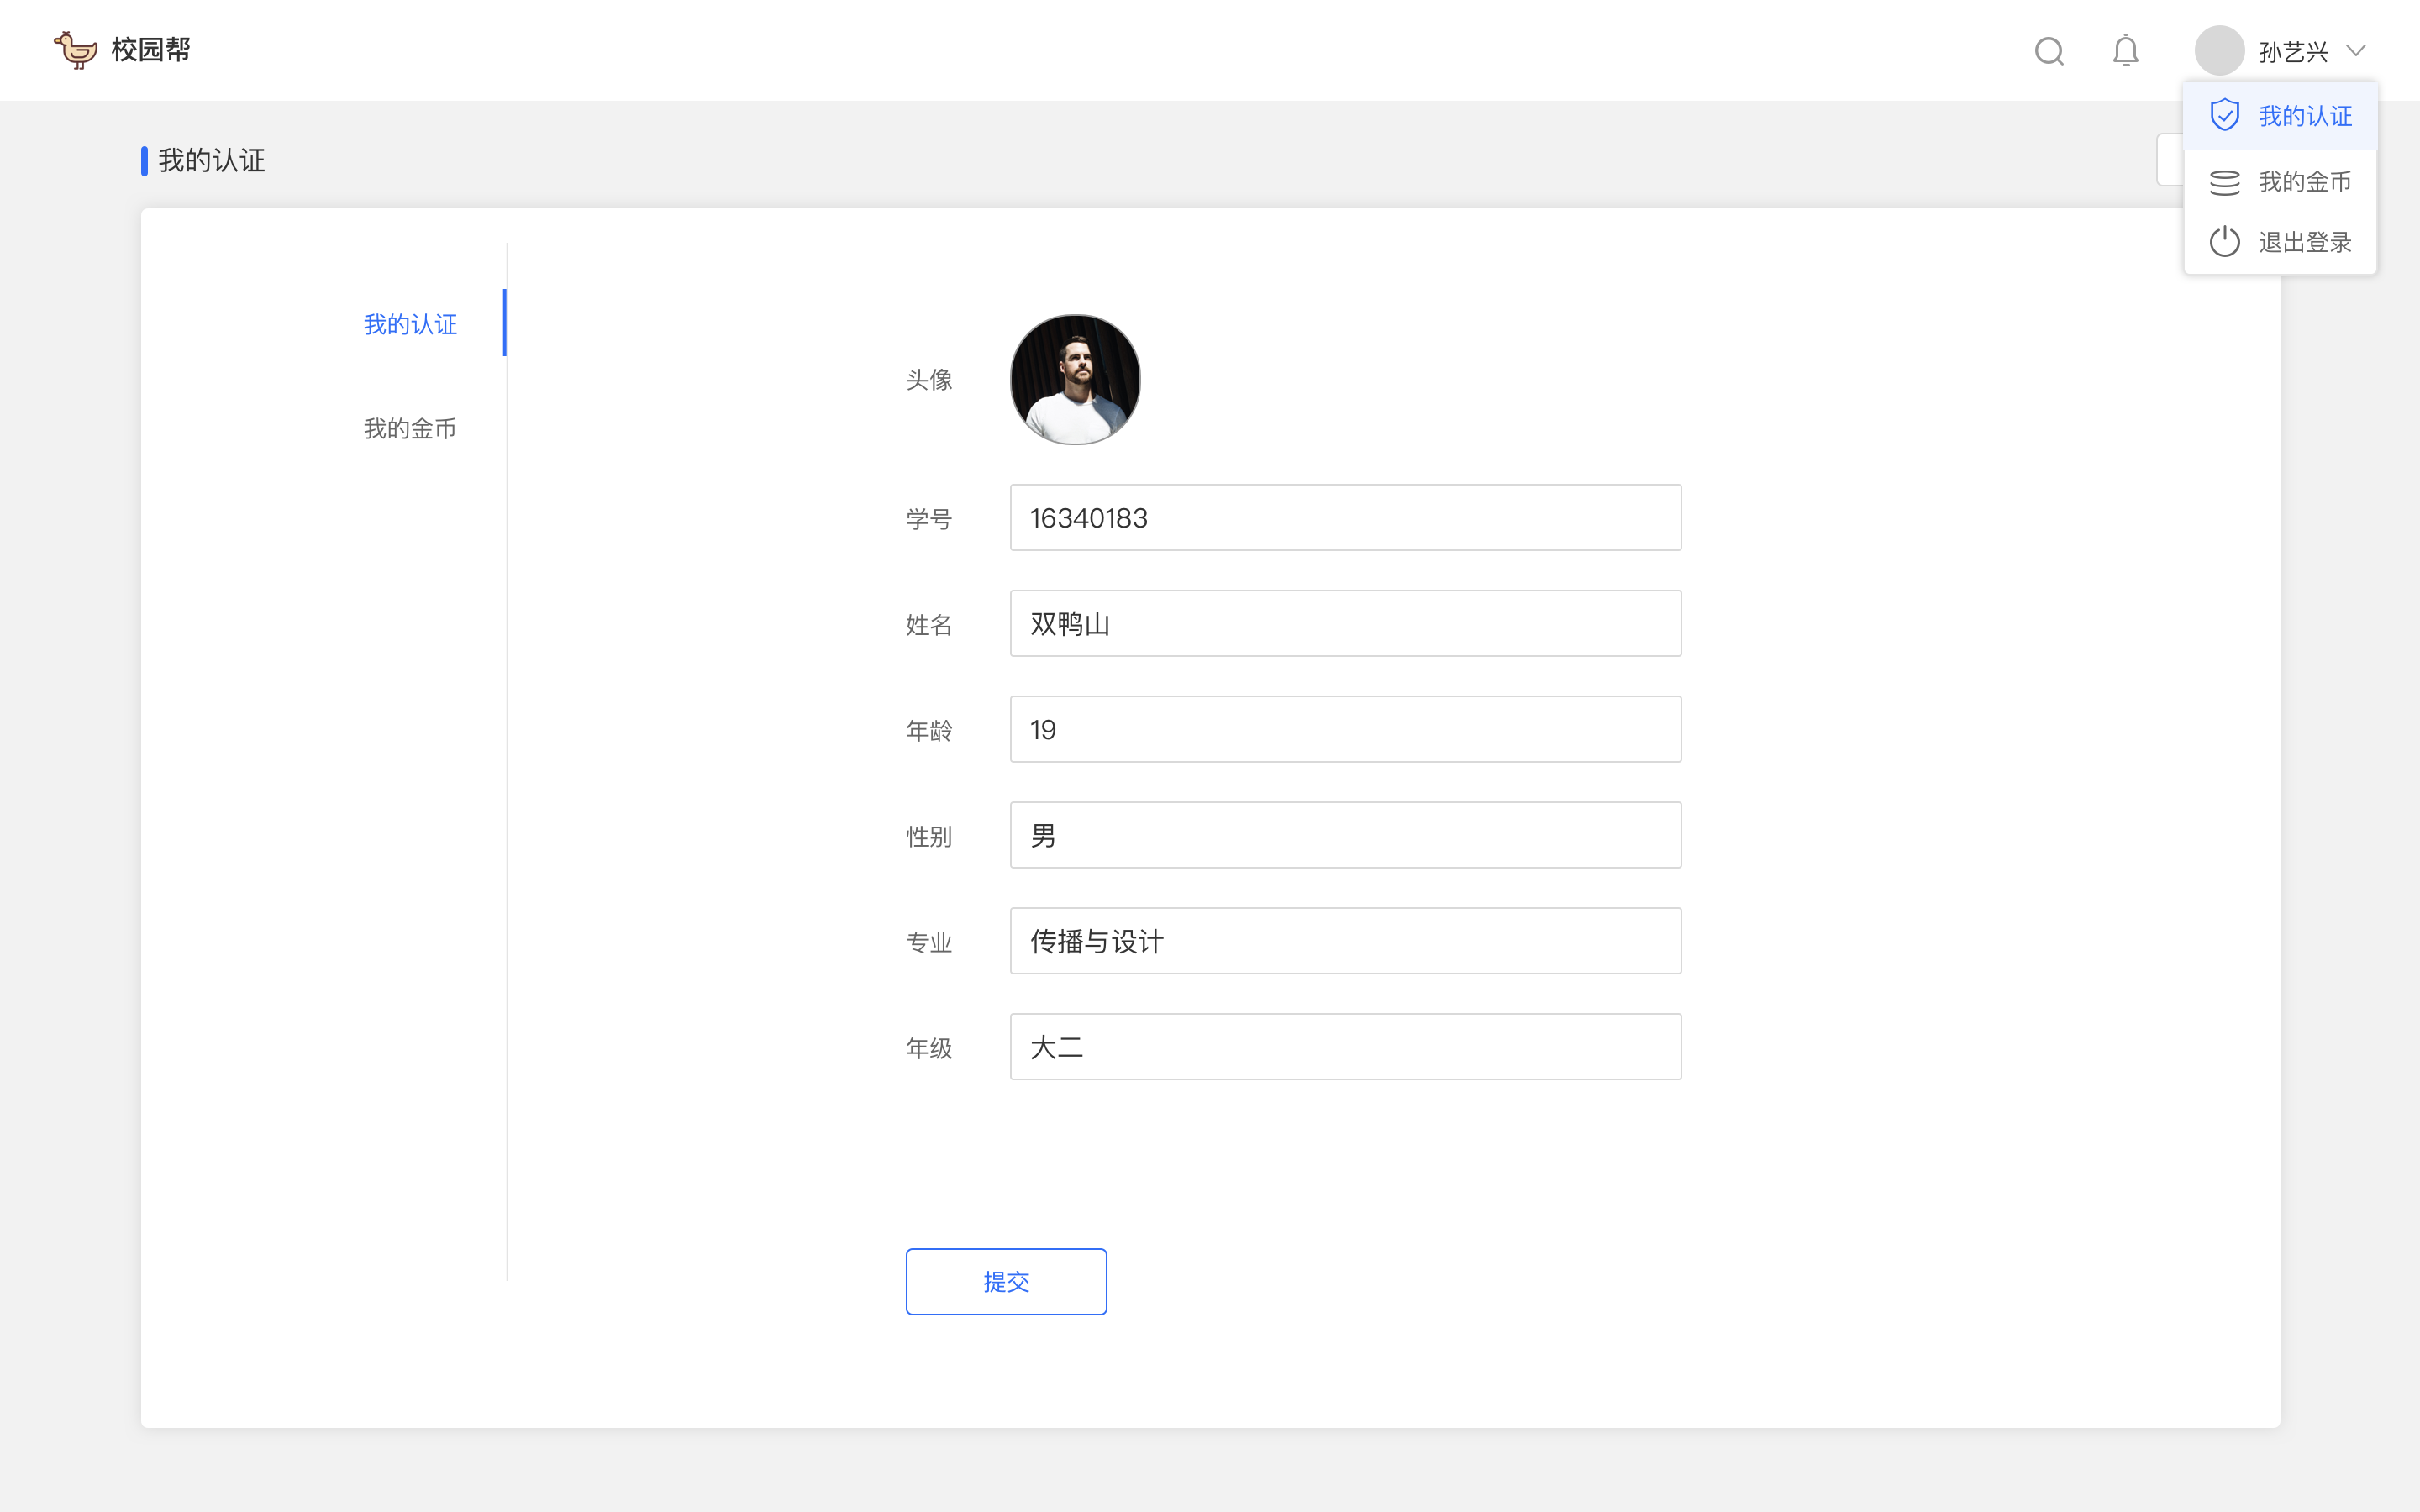 校园帮
孙艺兴
我的认证
我的金币
退出登录
我的认证
我的认证
我的金币
头像
学号 16340183
姓名 双鸭山
年龄 19
性别 男
专业 传播与设计
年级 大二
提交